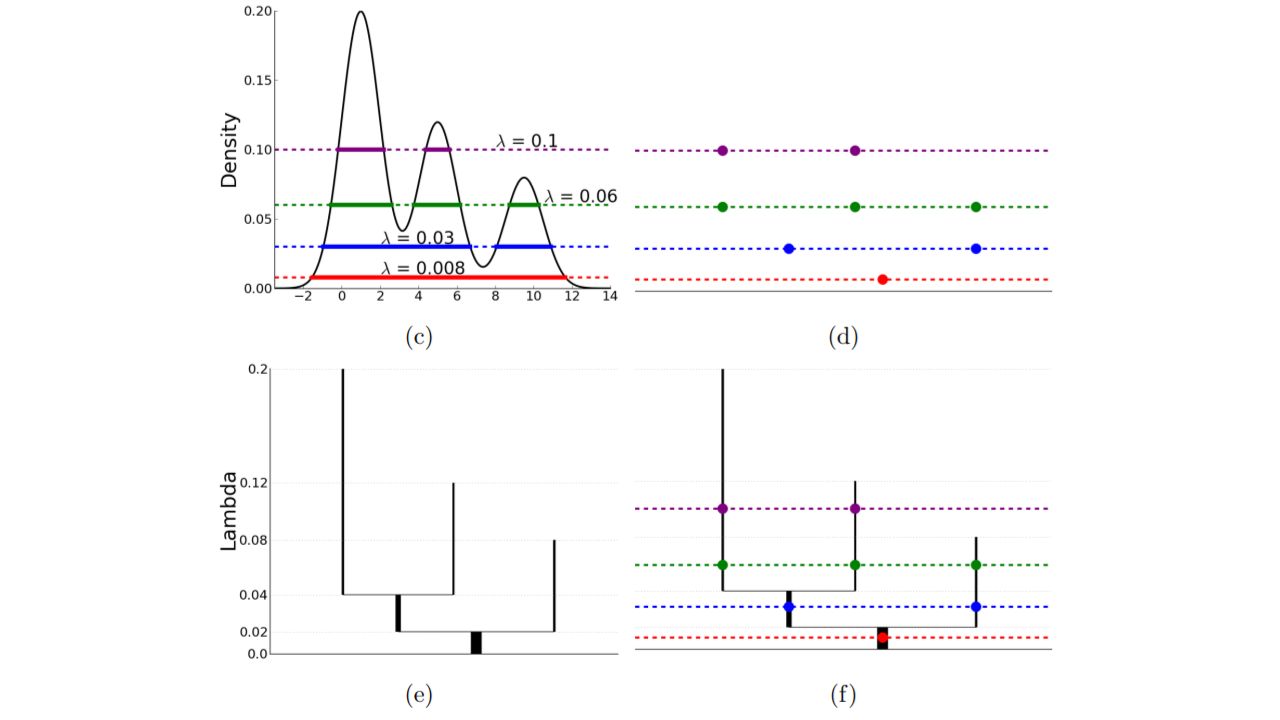 0.20
0.15
0.10
0.05
0.00
Density
λ = 0.1
λ = 0.06
λ = 0.03
λ = 0.008
−2 0 2 4 6 8 10 12 14
(c) (d)
0.2
0.12
0.08
0.04
0.02
0.0
Lambda
(e) (f)